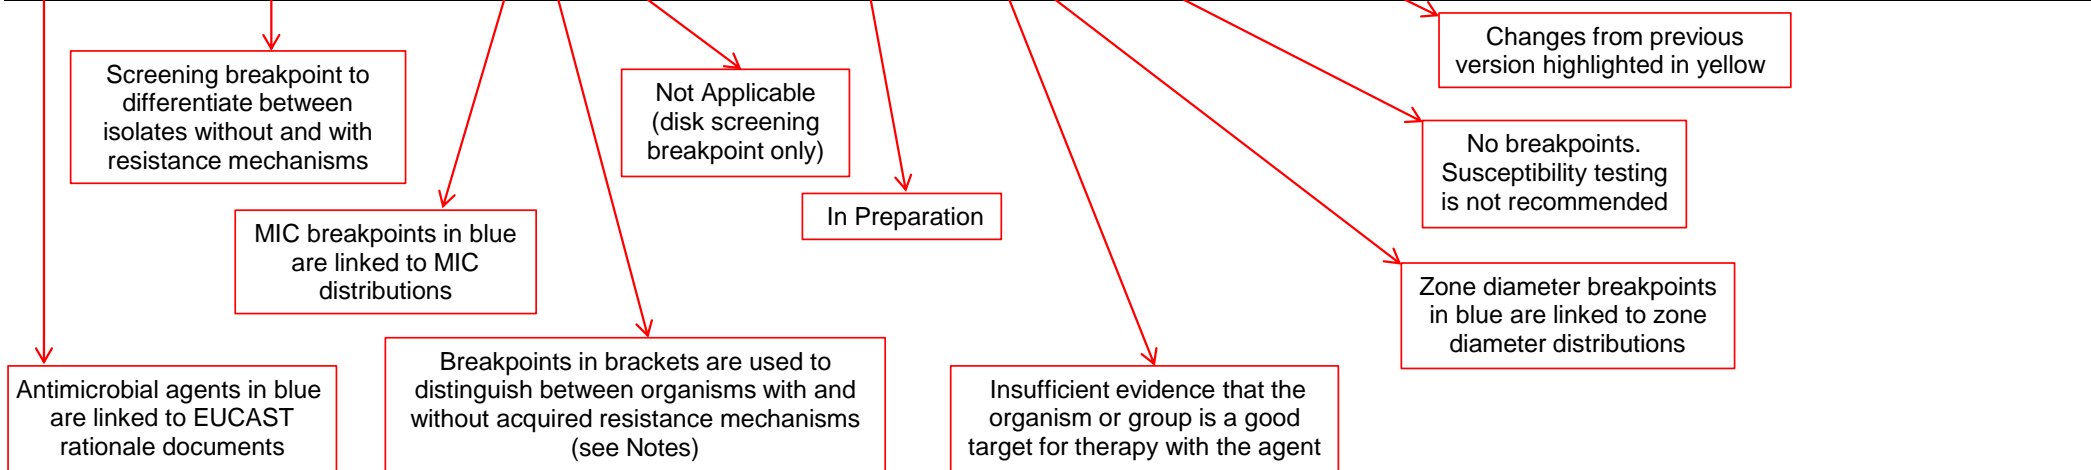 Changes from previous
version highlighted in yellow
Screening breakpoint to
differentiate between
isolates without and with
resistance mechanisms
Not Applicable
(disk screening
breakpoint only)
No breakpoints.
Susceptibility testing
is not recommended
In Preparation
MIC breakpoints in blue
are linked to MIC
distributions
Zone diameter breakpoints
in blue are linked to zone
diameter distributions
Antimicrobial agents in blue
are linked to EUCAST
rationale documents
Breakpoints in brackets are used to
distinguish between organisms with and
without acquired resistance mechanisms
(see Notes)
Insufficient evidence that the
organism or group is a good
target for therapy with the agent